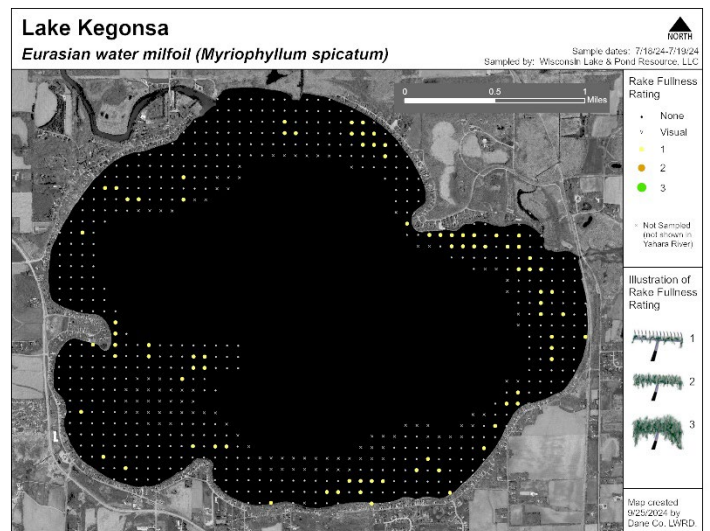 Lake Kegonsa
Eurasian water milfoil (Myriophyllum spicatum)
NORTH
Sample dates: 7/18/24-7/19/24
Sampled by: Wisconsin Lake & Pond Resource, LLC
0
0.5
1
Miles
Rake Fullness
Rating
None
Visual
1
2
3
Not Sampled
(not shown in
Yahara River)
Illustration of
Rake Fullness
Rating
1
2
3
Map created
9/25/2024 by
Dane Co. LWRD.